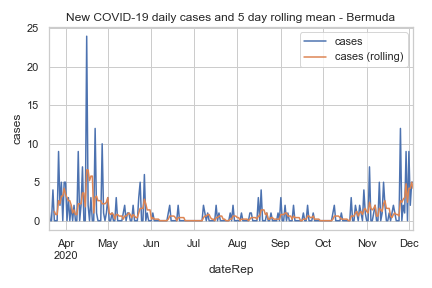 New COVID-19 daily cases and 5 day rolling mean - Bermuda
cases
cases (rolling)
25
20
15
10
5
0
cases
Apr May Jun Jul Aug Sep Oct Nov Dec
2020
dateRep